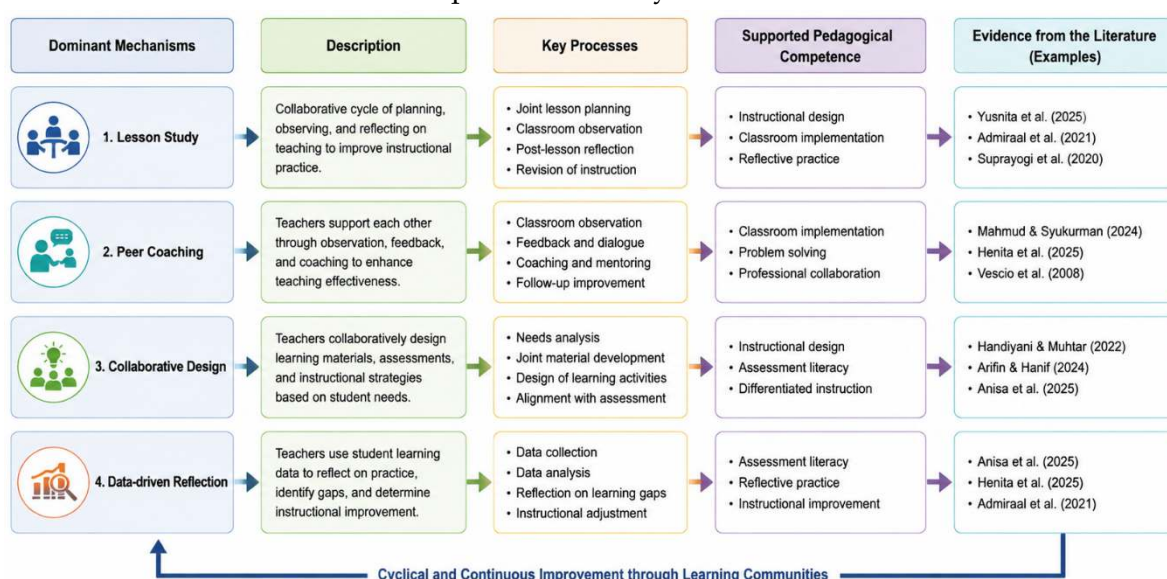 Dominant Mechanisms
Description
Key Processes
Supported Pedagogical
Competence
Evidence from the Literature
(Examples)
1. Lesson Study
Collaborative cycle of planning,
observing, and reflecting on
teaching to improve instructional
practice.
• Joint lesson planning
• Classroom observation
• Post-lesson reflection
• Revision of instruction
• Instructional design
• Classroom implementation
• Reflective practice
• Yusnita et al. (2025)
• Admiraal et al. (2021)
• Suprayogi et al. (2020)
2. Peer Coaching
Teachers support each other
through observation, feedback,
and coaching to enhance
teaching effectiveness.
• Classroom observation
• Feedback and dialogue
• Coaching and mentoring
• Follow-up improvement
• Classroom implementation
• Problem solving
• Professional collaboration
• Mahmud & Syukurman (2024)
• Henita et al. (2025)
• Vescio et al. (2008)
3. Collaborative Design
Teachers collaboratively design
learning materials, assessments,
and instructional strategies
based on student needs.
• Needs analysis
• Joint material development
• Design of learning activities
• Alignment with assessment
• Instructional design
• Assessment literacy
• Differentiated instruction
• Handiyani & Muhtar (2022)
• Arifin & Hanif (2024)
• Anisa et al. (2025)
4. Data-driven Reflection
Teachers use student learning
data to reflect on practice,
identify gaps, and determine
instructional improvement.
• Data collection
• Data analysis
• Reflection on learning gaps
• Instructional adjustment
• Assessment literacy
• Reflective practice
• Instructional improvement
• Anisa et al. (2025)
• Henita et al. (2025)
• Admiraal et al. (2021)
Cyclical and Continuous Improvement through Learning Communities